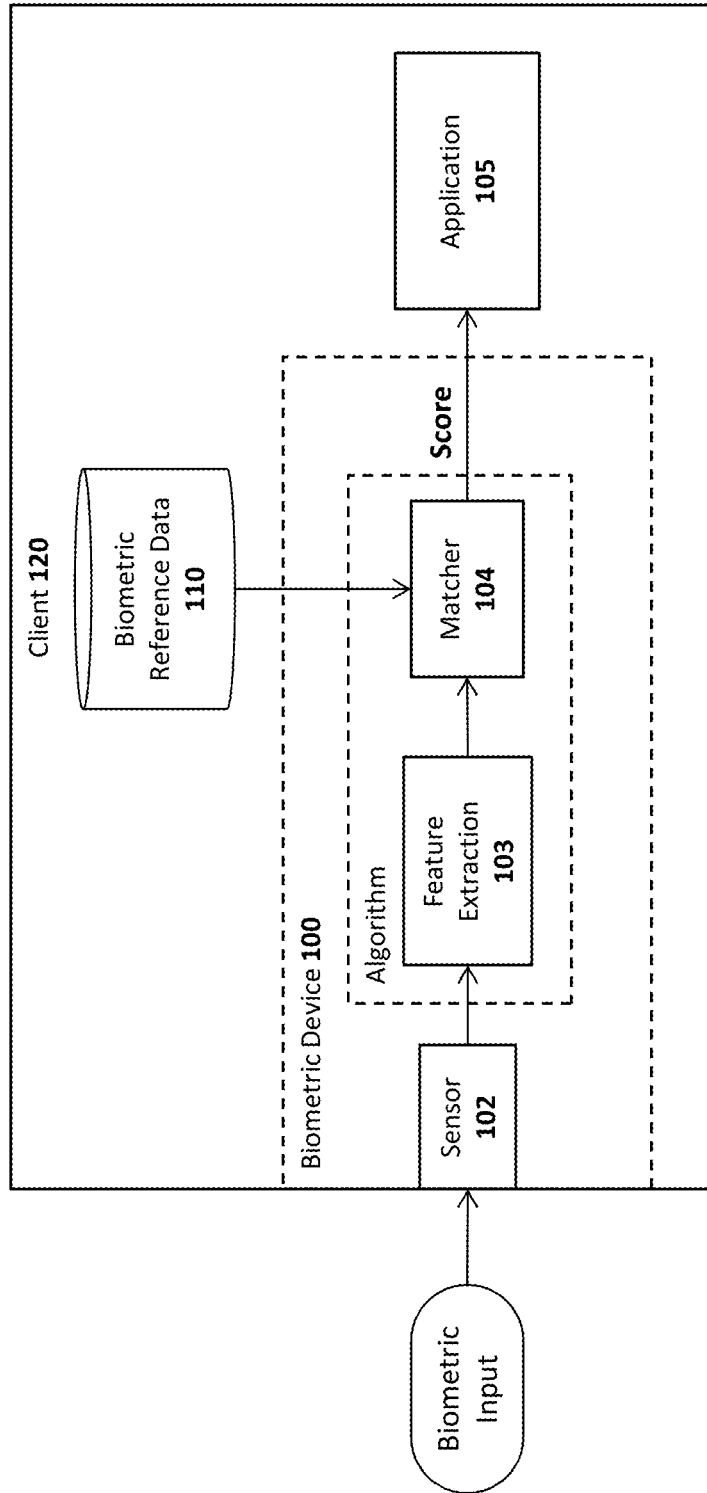 Client 120
Biometric
Reference Data
110
Biometric Device 100
Algorithm
Biometric
Input
Sensor
102
Feature
Extraction
103
Matcher
104
Score
Application
105